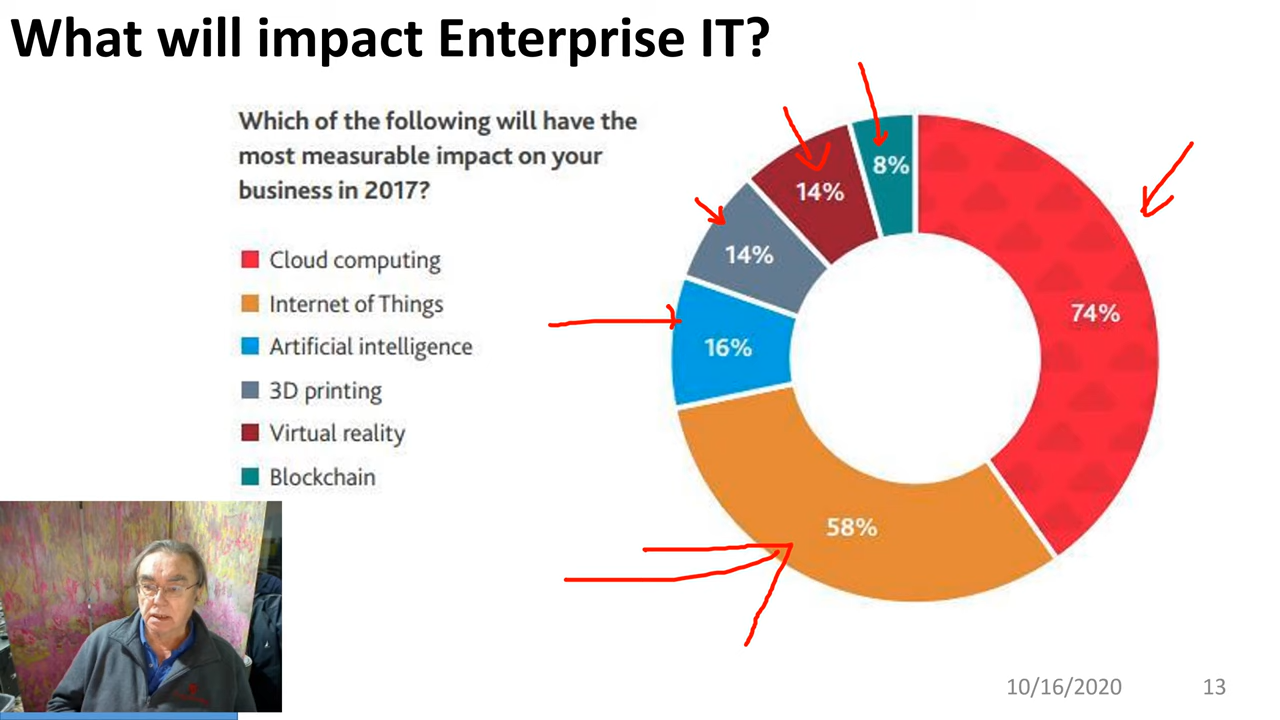 What will impact Enterprise IT?
Which of the following will have the
most measurable impact on your
business in 2017?
Cloud computing
Internet of Things
Artificial intelligence
3D printing
Virtual reality
Blockchain
8%
14%
14%
74%
16%
58%
10/16/2020
13